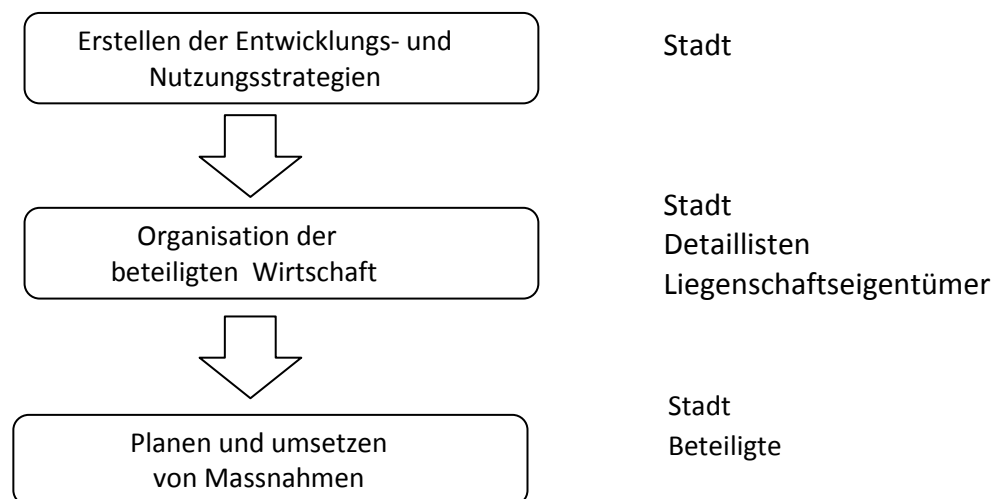 Erstellen der Entwicklungs- und
Nutzungsstrategien
Stadt
Organisation der
beteiligten Wirtschaft
Stadt
Detaillisten
Liegenschaftseigentümer
Planen und umsetzen
von Massnahmen
Stadt
Beteiligte